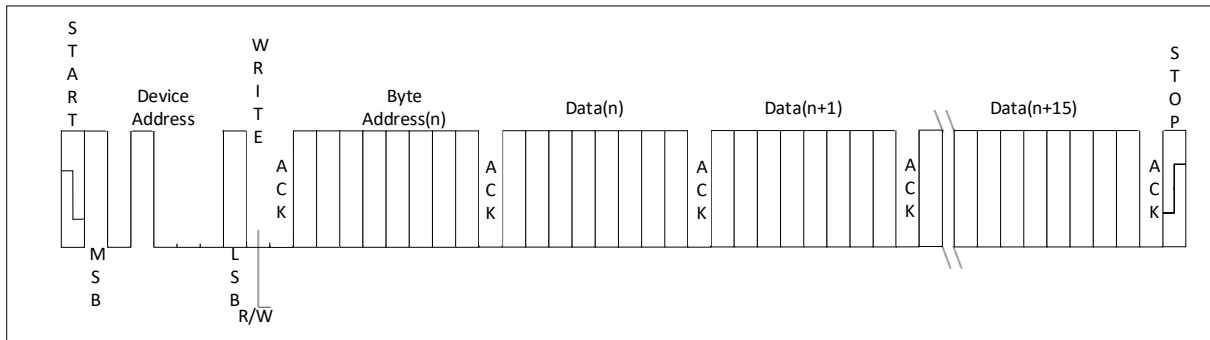 START
WRITE
STOP
Device
Address
Byte
Address(n)
Data(n)
Data(n+1)
Data(n+15)
ACK
ACK
ACK
ACK
ACK
MSB
LSB
R/W